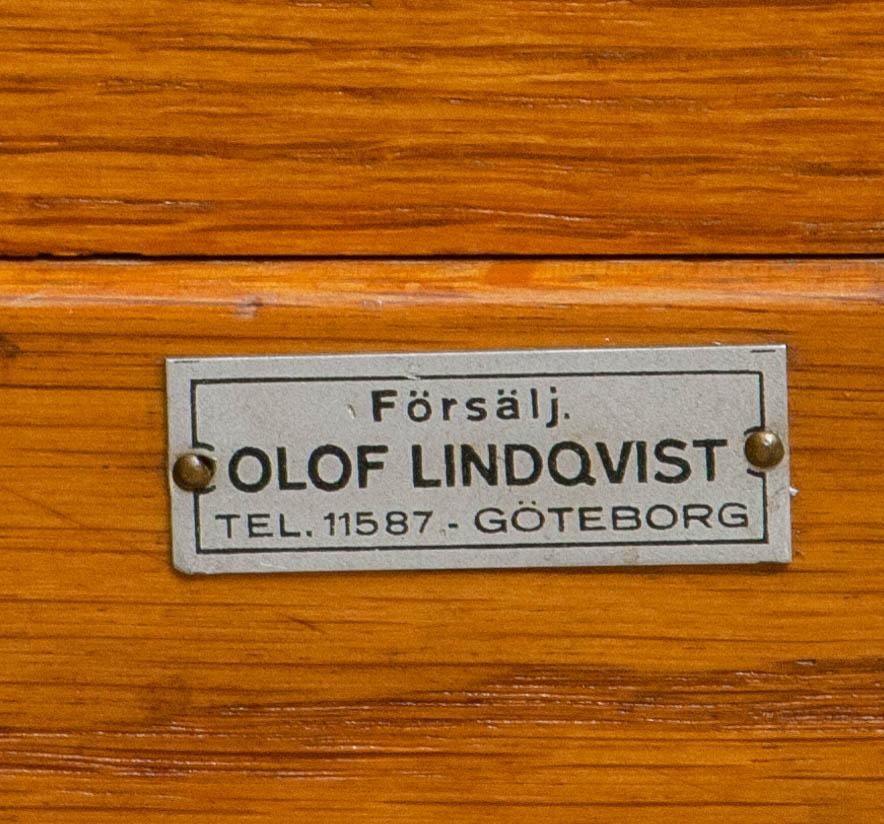 Försälj.
OLOF LINDQVIST
TEL. 11587 - GÖTEBORG